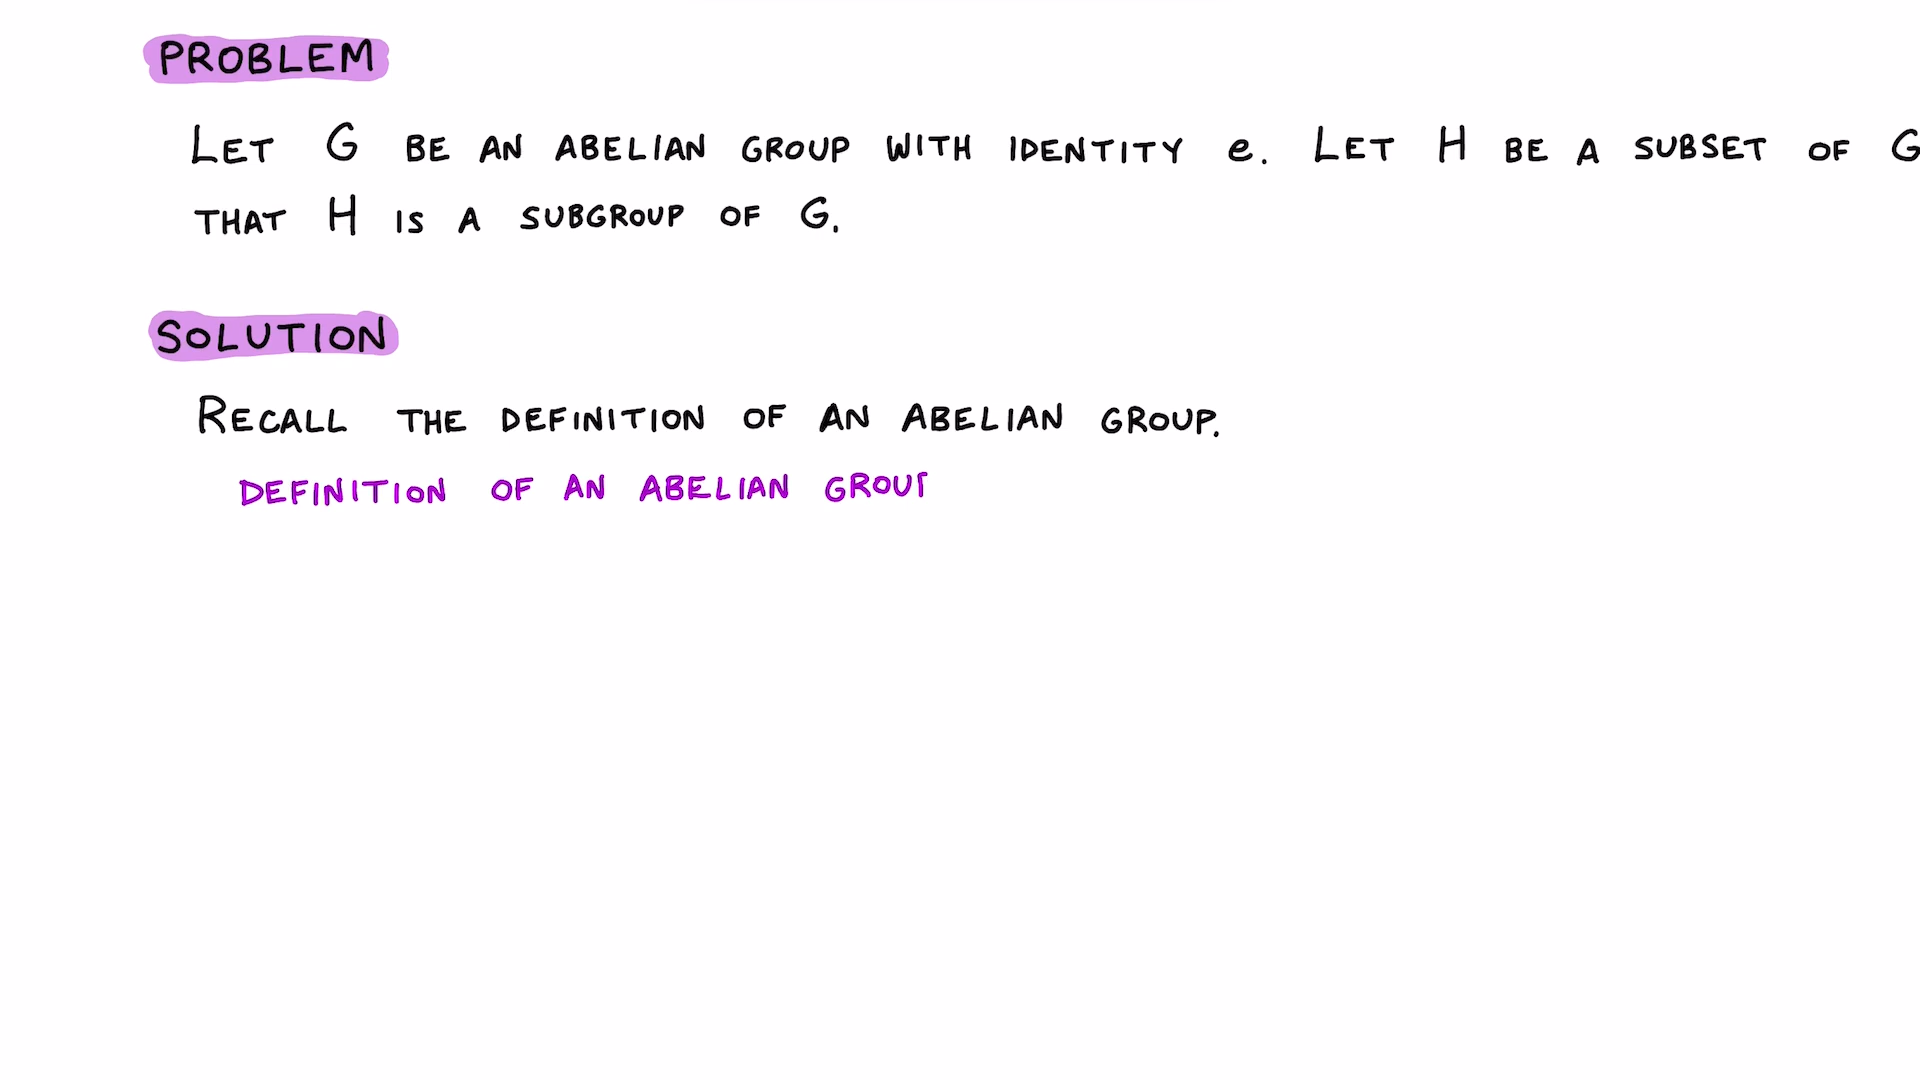 PROBLEM
LET G BE AN ABELIAN GROUP WITH IDENTITY e. LET H BE A SUBSET OF G
THAT H IS A SUBGROUP OF G.
SOLUTION
RECALL THE DEFINITION OF AN ABELIAN GROUP.
DEFINITION OF AN ABELIAN GROUP